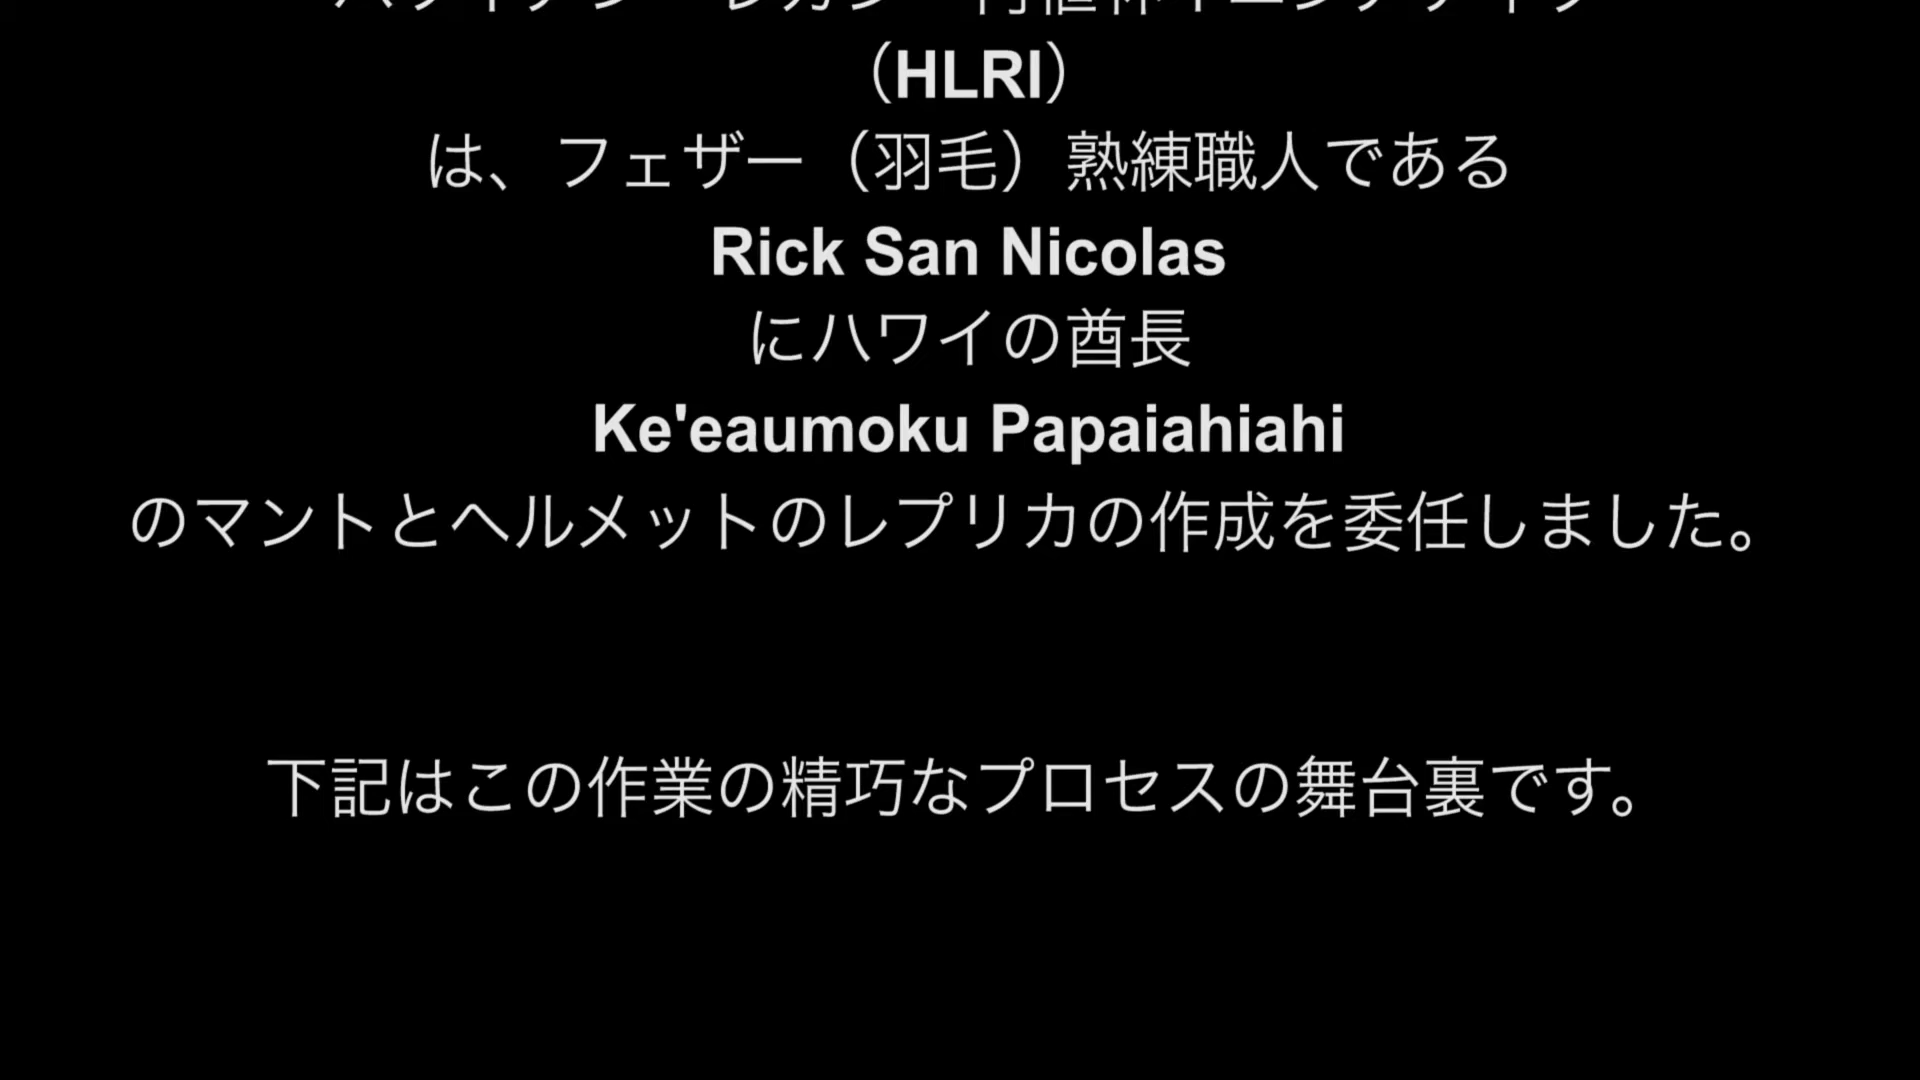 （HLRI）
は、フェザー（羽毛）熟練職人である
Rick San Nicolas
にハワイの酋長
Ke'eaumoku Papaiahiahi
のマントとヘルメットのレプリカの作成を委任しました。
下記はこの作業の精巧なプロセスの舞台裏です。